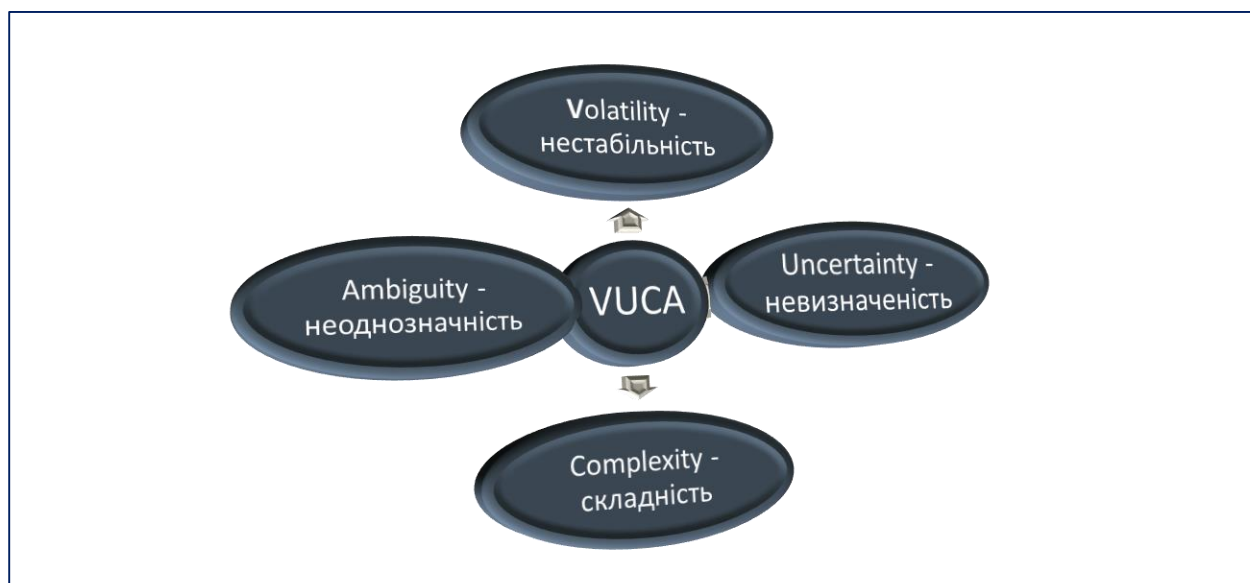 Volatility -
нестабільність
Ambiguity -
неоднозначність
VUCA
Uncertainty -
невизначеність
Complexity -
складність